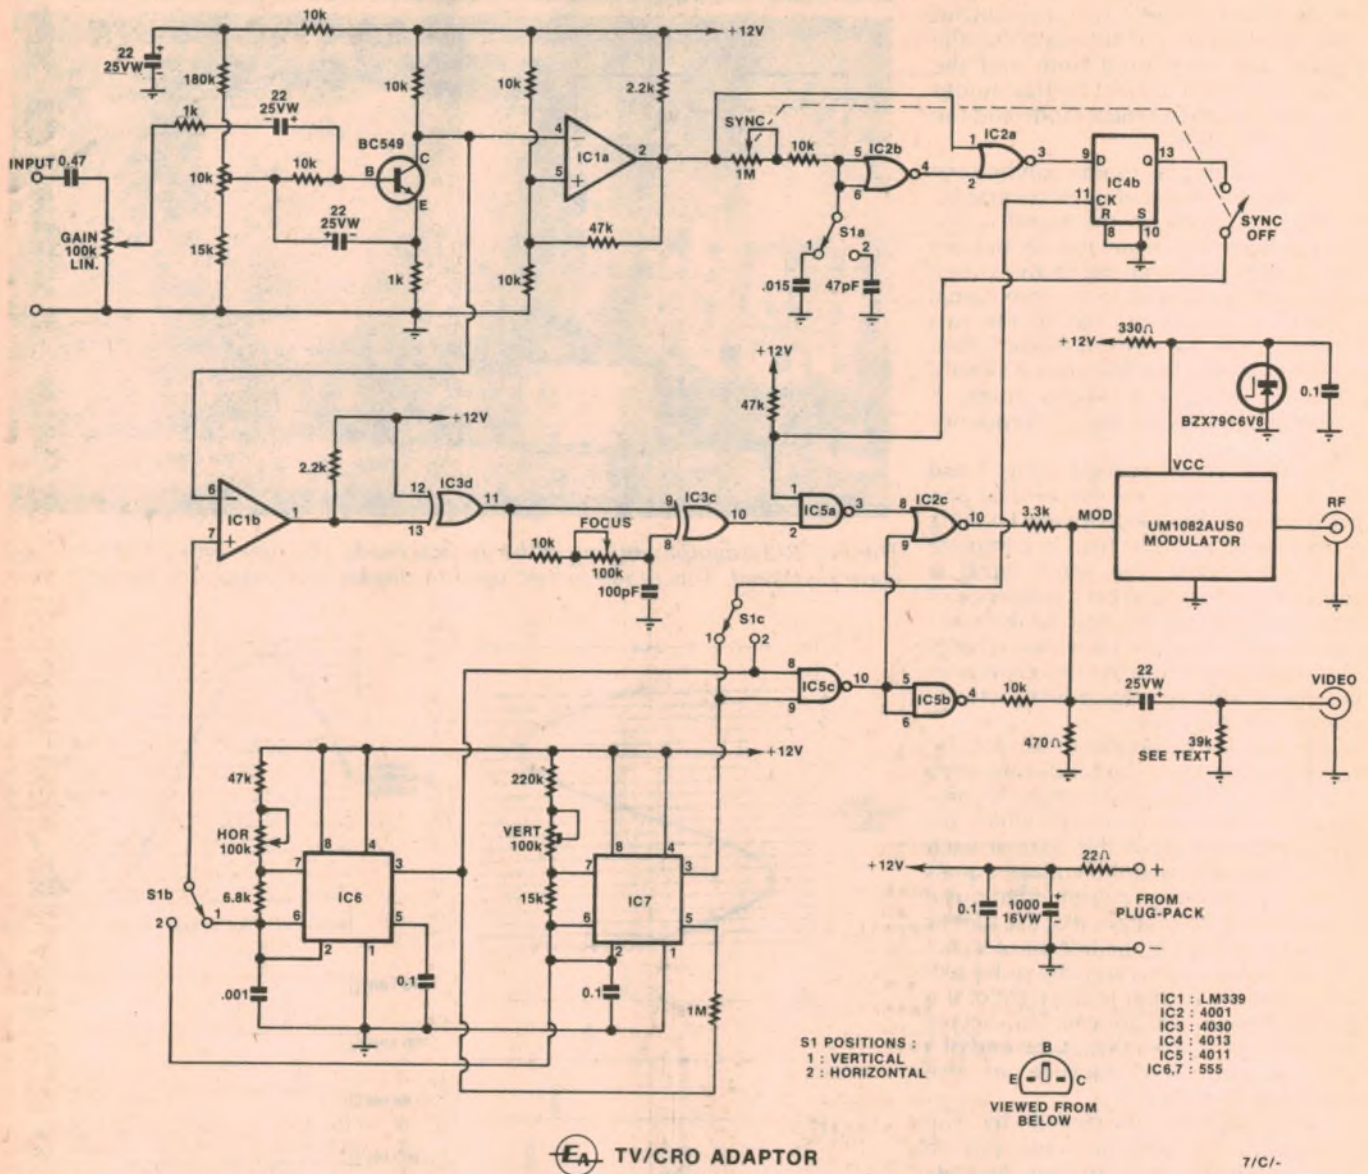 10k
+12V
22
25VW
180k
10k
10k
2.2k
1k
22
25VW
BC549
SYNC
IC2a
INPUT 0.47
10k
10k
B
C
E
4
5
IC1a
2
1M
10k
5
6
IC2b
4
1
2
3
9
D
Q
13
IC4b
11
CK
R
S
8
10
SYNC
OFF
GAIN
100k
LIN.
15k
22
25VW
1k
47k
10k
S1a
1
2
.015
47pF
+12V
47k
+12V
330Ω
BZX79C6V8
0.1
+12V
2.2k
6
7
IC1b
1
12
13
IC3d
11
FOCUS
10k
100k
100pF
9
8
IC3c
10
1
2
IC5a
3
8
9
IC2c
10
3.3k
MOD
VCC
UM1082AUS0
MODULATOR
RF
S1c
1
2
8
9
IC5c
10
5
6
IC5b
4
10k
22
25VW
VIDEO
470Ω
39k
SEE TEXT
+12V
47k
HOR
100k
6.8k
8
4
7
3
IC6
6
5
2
1
.001
0.1
S1b
2
1
220k
VERT
100k
15k
8
4
7
3
IC7
6
5
2
1
0.1
1M
+12V
22Ω
+
0.1
1000
16VW
FROM
PLUG-PACK
–
S1 POSITIONS :
1 : VERTICAL
2 : HORIZONTAL
B
E
C
VIEWED FROM
BELOW
IC1 : LM339
IC2 : 4001
IC3 : 4030
IC4 : 4013
IC5 : 4011
IC6,7 : 555
EA TV/CRO ADAPTOR
7/C/-